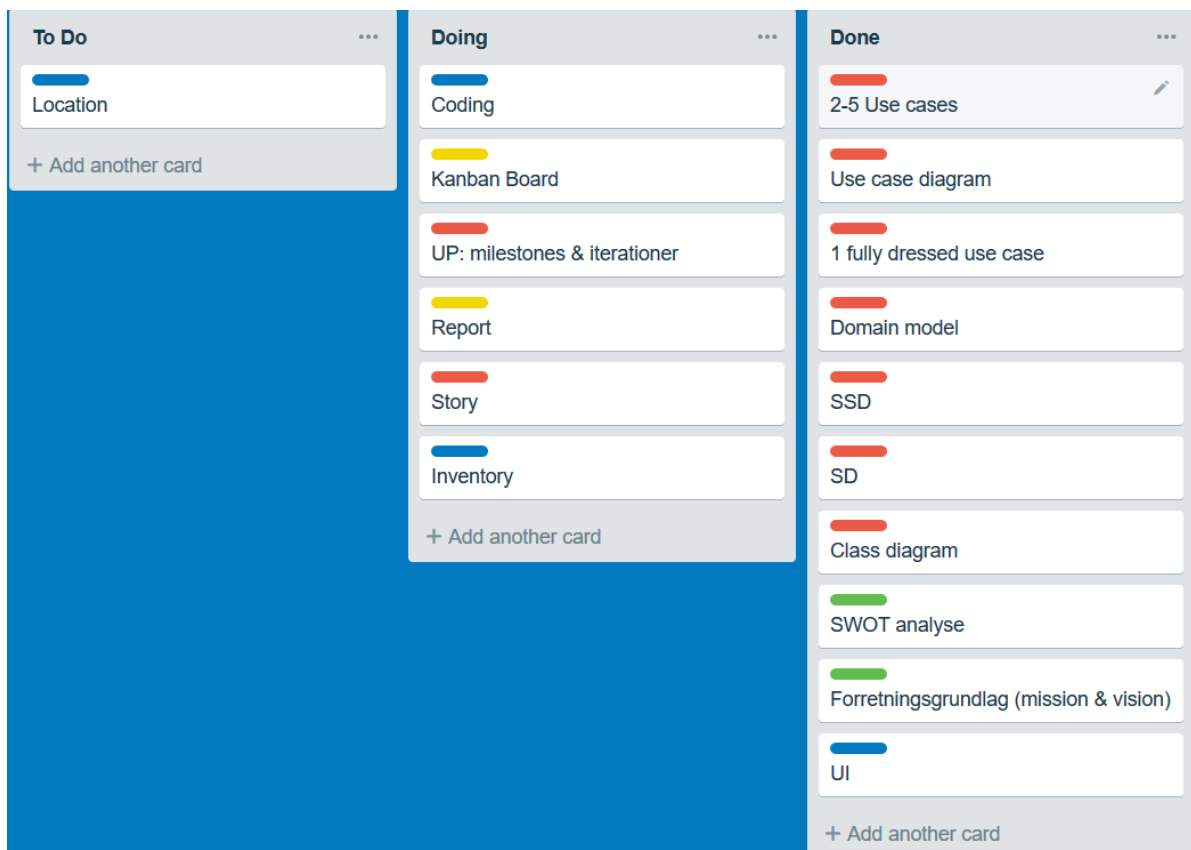 To Do
Location
+ Add another card
Doing
Coding
Kanban Board
UP: milestones & iterationer
Report
Story
Inventory
+ Add another card
Done
2-5 Use cases
Use case diagram
1 fully dressed use case
Domain model
SSD
SD
Class diagram
SWOT analyse
Forretningsgrundlag (mission & vision)
UI
+ Add another card